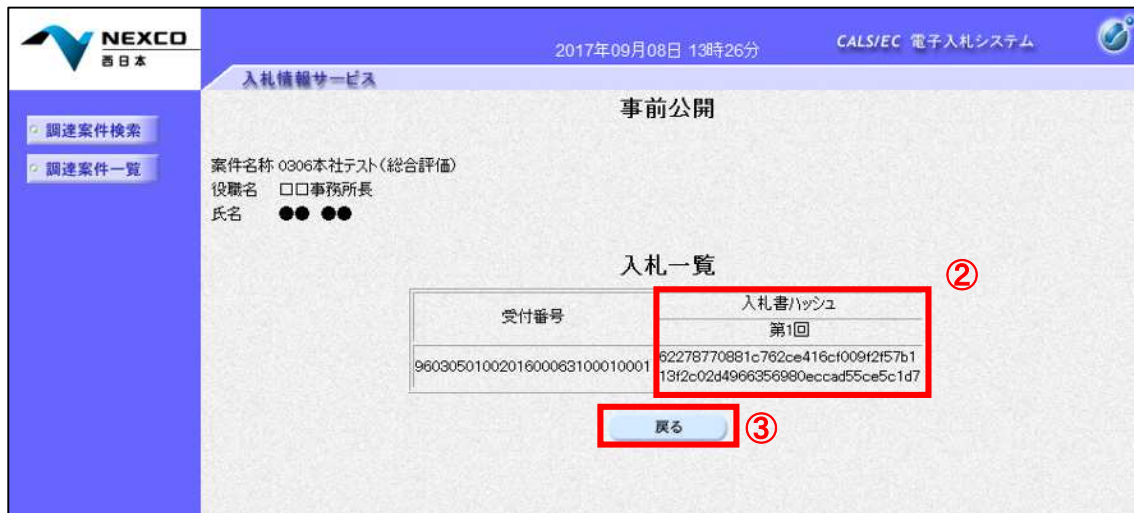 NEXCO
西日本
2017年09月08日 13時26分
CALS/EC 電子入札システム
入札情報サービス
調達案件検索
調達案件一覧
事前公開
案件名称 0306本社テスト(総合評価)
役職名 口口事務所長
氏名 ●● ●●
入札一覧
②
受付番号
入札書ハッシュ
第1回
9603050100201600063100010001
62278770881c762ce416cf009f2f57b1
13f2c02d4966356980eccad55ce5c1d7
戻る
③